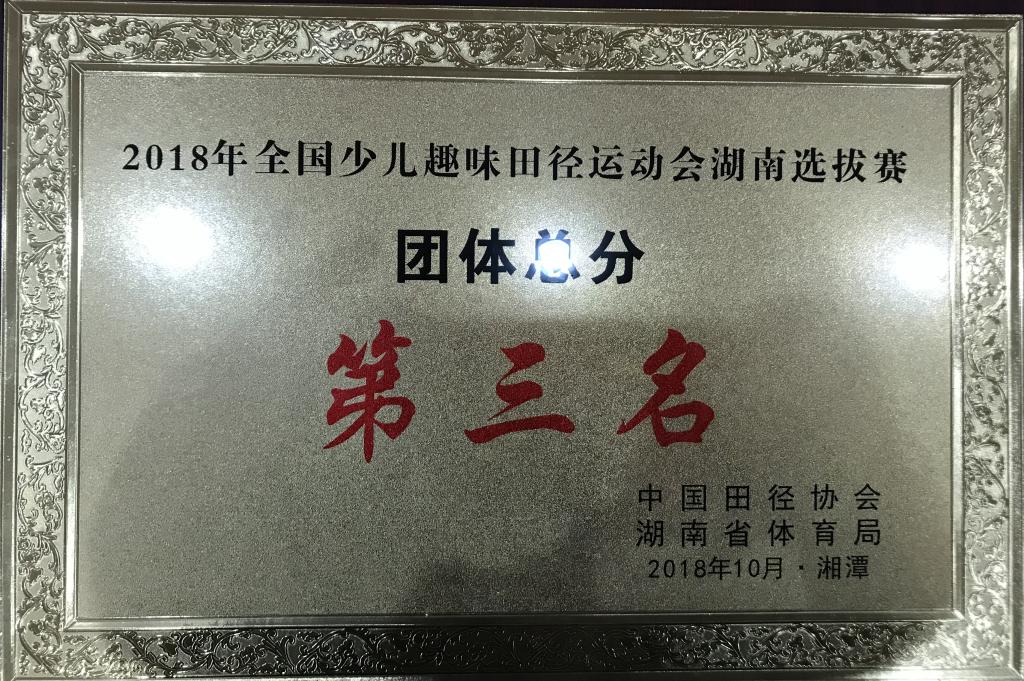 2018年全国少儿趣味田径运动会湖南选拔赛
团体总分
第三名
中国田径协会
湖南省体育局
2018年10月·湘潭